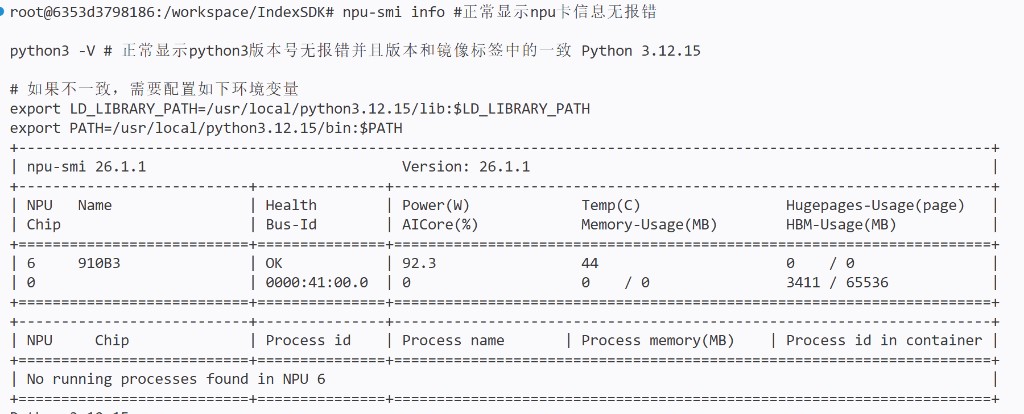 root@6353d3798186:/workspace/IndexSDK# npu-smi info #正常显示npu卡信息无报错
python3 -V # 正常显示python3版本号无报错并且版本和镜像标签中的一致 Python 3.12.15
# 如果不一致，需要配置如下环境变量
export LD_LIBRARY_PATH=/usr/local/python3.12.15/lib:$LD_LIBRARY_PATH
export PATH=/usr/local/python3.12.15/bin:$PATH
| npu-smi 26.1.1 Version: 26.1.1 |
| NPU Name | Health | Power(W) Temp(C) Hugepages-Usage(page) |
| Chip | Bus-Id | AICore(%) Memory-Usage(MB) HBM-Usage(MB) |
| 6 910B3 | OK | 92.3 44 0 / 0 |
| 0 | 0000:41:00.0 | 0 0 / 0 3411 / 65536 |
| NPU Chip | Process id | Process name | Process memory(MB) | Process id in container |
| No running processes found in NPU 6 |